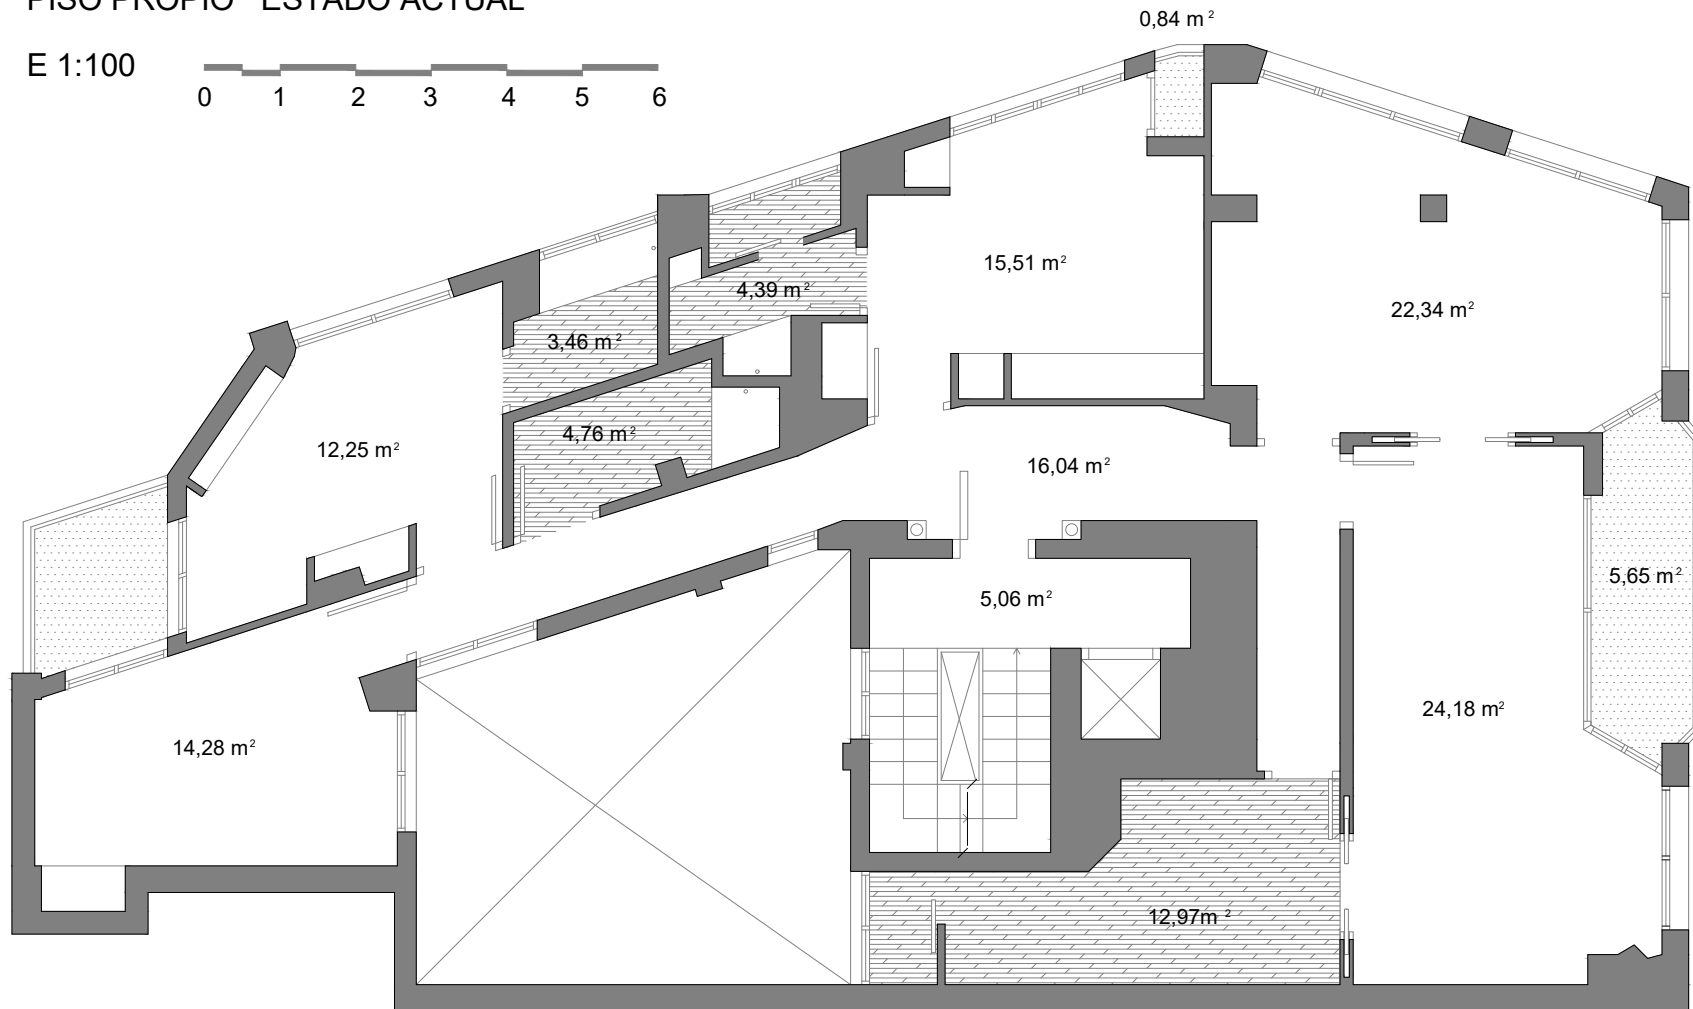 PISO PROPIO ESTADO ACTUAL
0,84 m²
E 1:100
0 1 2 3 4 5 6
15,51 m²
4,39 m²
22,34 m²
3,46 m²
4,76 m²
12,25 m²
16,04 m²
5,65 m²
5,06 m²
24,18 m²
14,28 m²
12,97m²